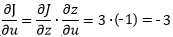 ∂J/∂u = ∂J/∂z · ∂z/∂u = 3 · (-1) = -3